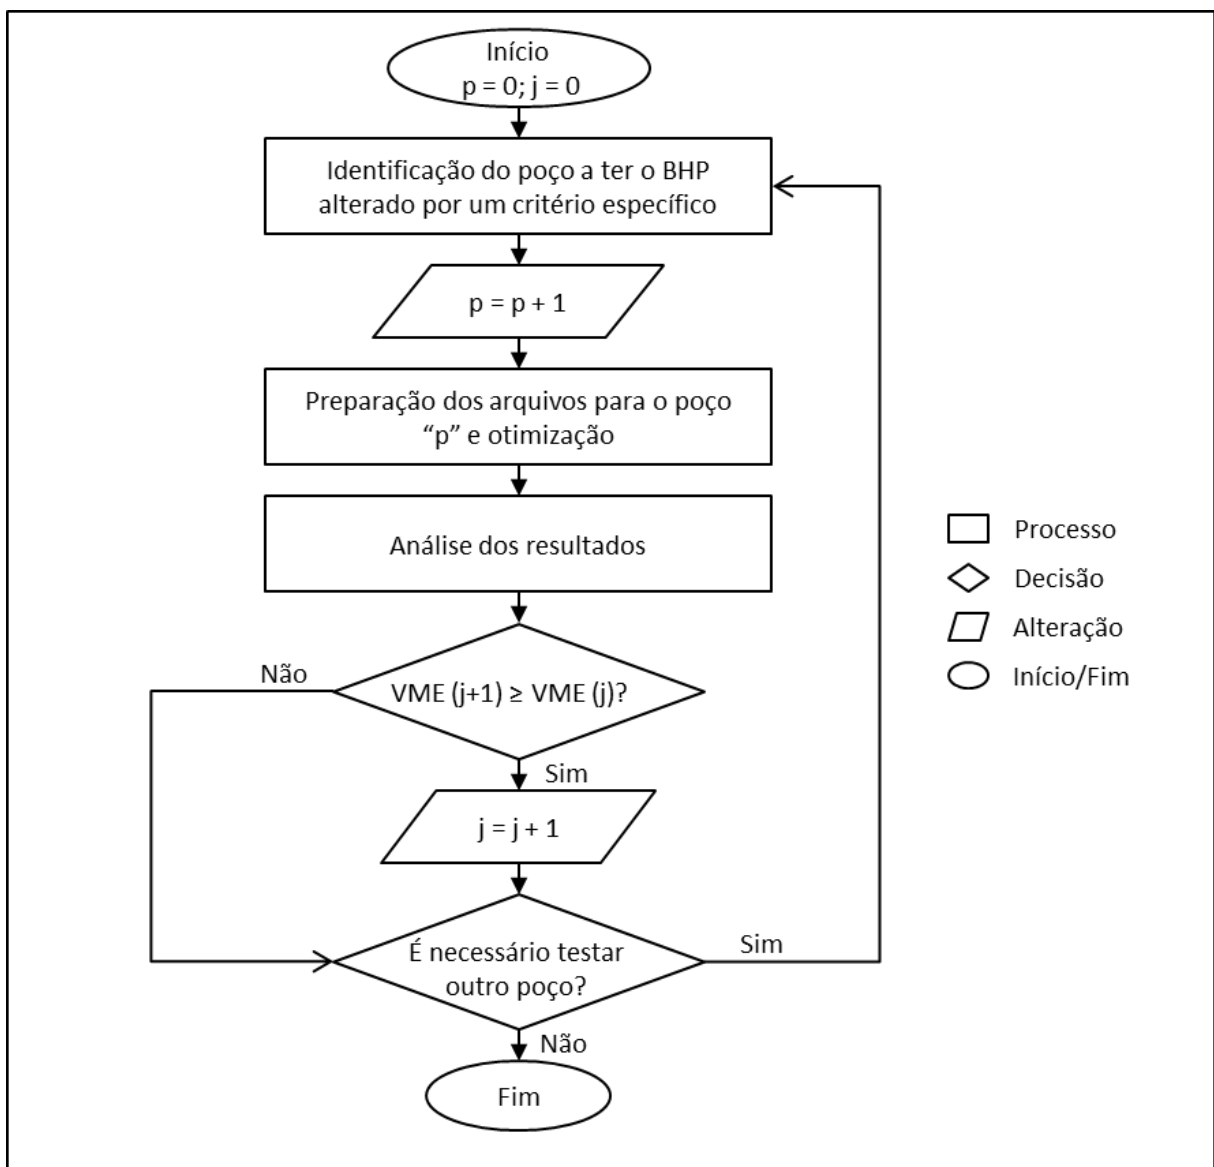 Início
p = 0; j = 0
Identificação do poço a ter o BHP
alterado por um critério específico
p = p + 1
Preparação dos arquivos para o poço
“p” e otimização
Análise dos resultados
Não
VME (j+1) ≥ VME (j)?
Sim
j = j + 1
É necessário testar
outro poço?
Sim
Não
Fim
Processo
Decisão
Alteração
Início/Fim